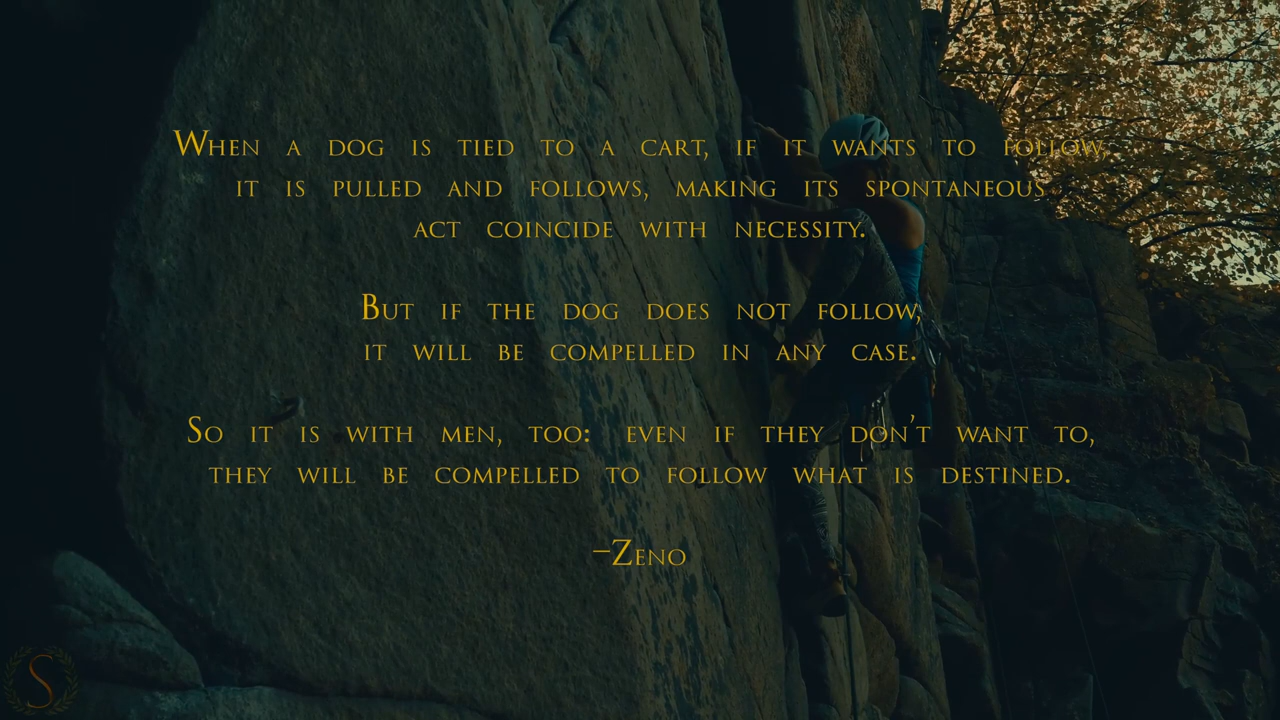 When a dog is tied to a cart, if it wants to follow,
it is pulled and follows, making its spontaneous
act coincide with necessity.
But if the dog does not follow,
it will be compelled in any case.
So it is with men, too: even if they don't want to,
they will be compelled to follow what is destined.
–Zeno
S